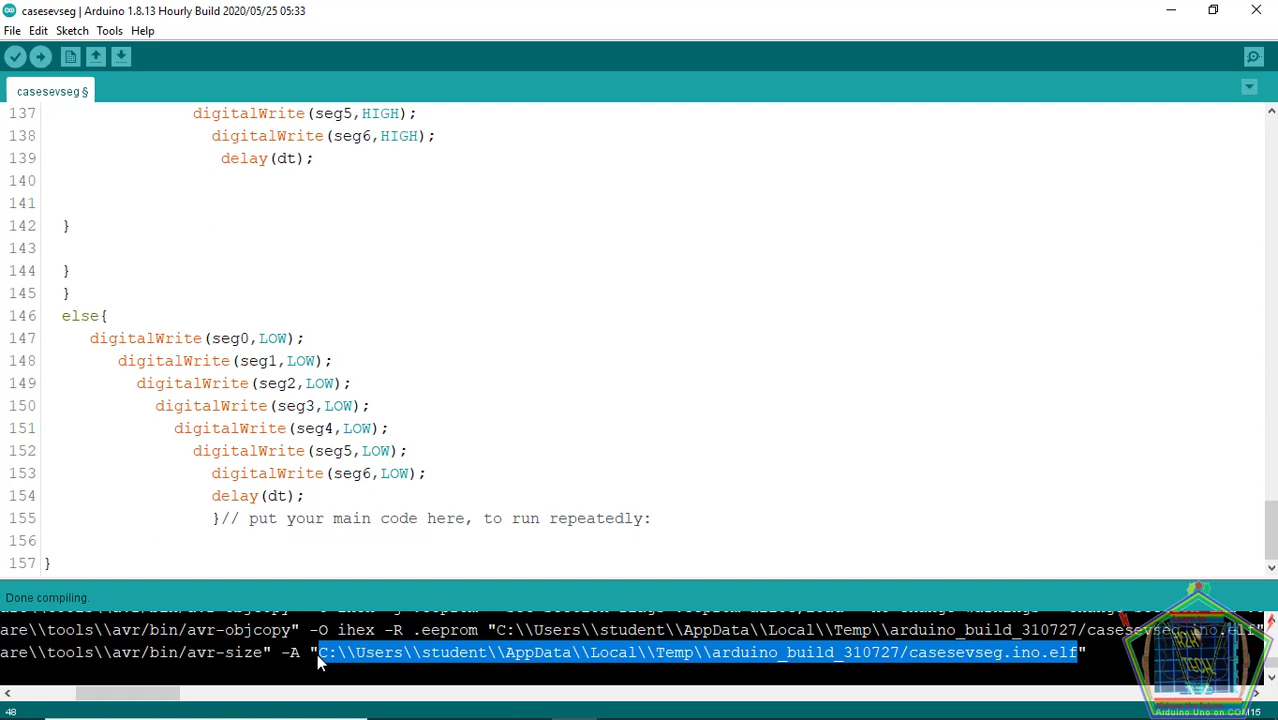 casesevseg | Arduino 1.8.13 Hourly Build 2020/05/25 05:33
File Edit Sketch Tools Help
casesevseg §
137 digitalWrite(seg5,HIGH);
138 digitalWrite(seg6,HIGH);
139 delay(dt);
140
141
142 }
143
144 }
145 }
146 else{
147 digitalWrite(seg0,LOW);
148 digitalWrite(seg1,LOW);
149 digitalWrite(seg2,LOW);
150 digitalWrite(seg3,LOW);
151 digitalWrite(seg4,LOW);
152 digitalWrite(seg5,LOW);
153 digitalWrite(seg6,LOW);
154 delay(dt);
155 }// put your main code here, to run repeatedly:
156
157 }
Done compiling.
are\\tools\\avr/bin/avr-objcopy" -O ihex -R .eeprom "C:\\Users\\student\\AppData\\Local\\Temp\\arduino_build_310727/casesevseg.ino.elf"
are\\tools\\avr/bin/avr-size" -A "C:\\Users\\student\\AppData\\Local\\Temp\\arduino_build_310727/casesevseg.ino.elf"
48
Arduino Uno on COM15